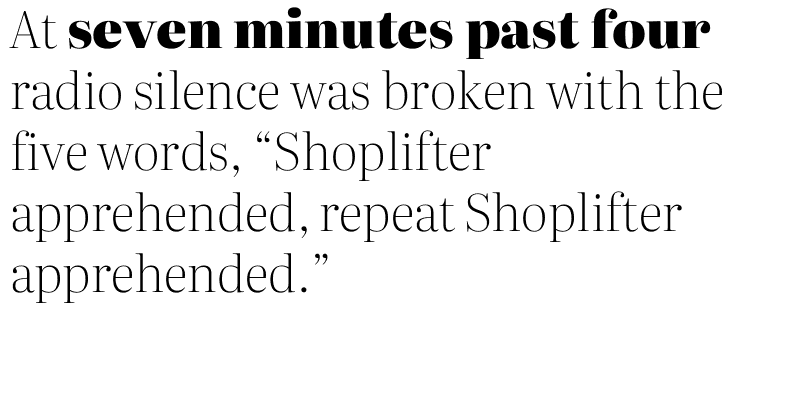 At seven minutes past four
radio silence was broken with the
five words, “Shoplifter
apprehended, repeat Shoplifter
apprehended.”